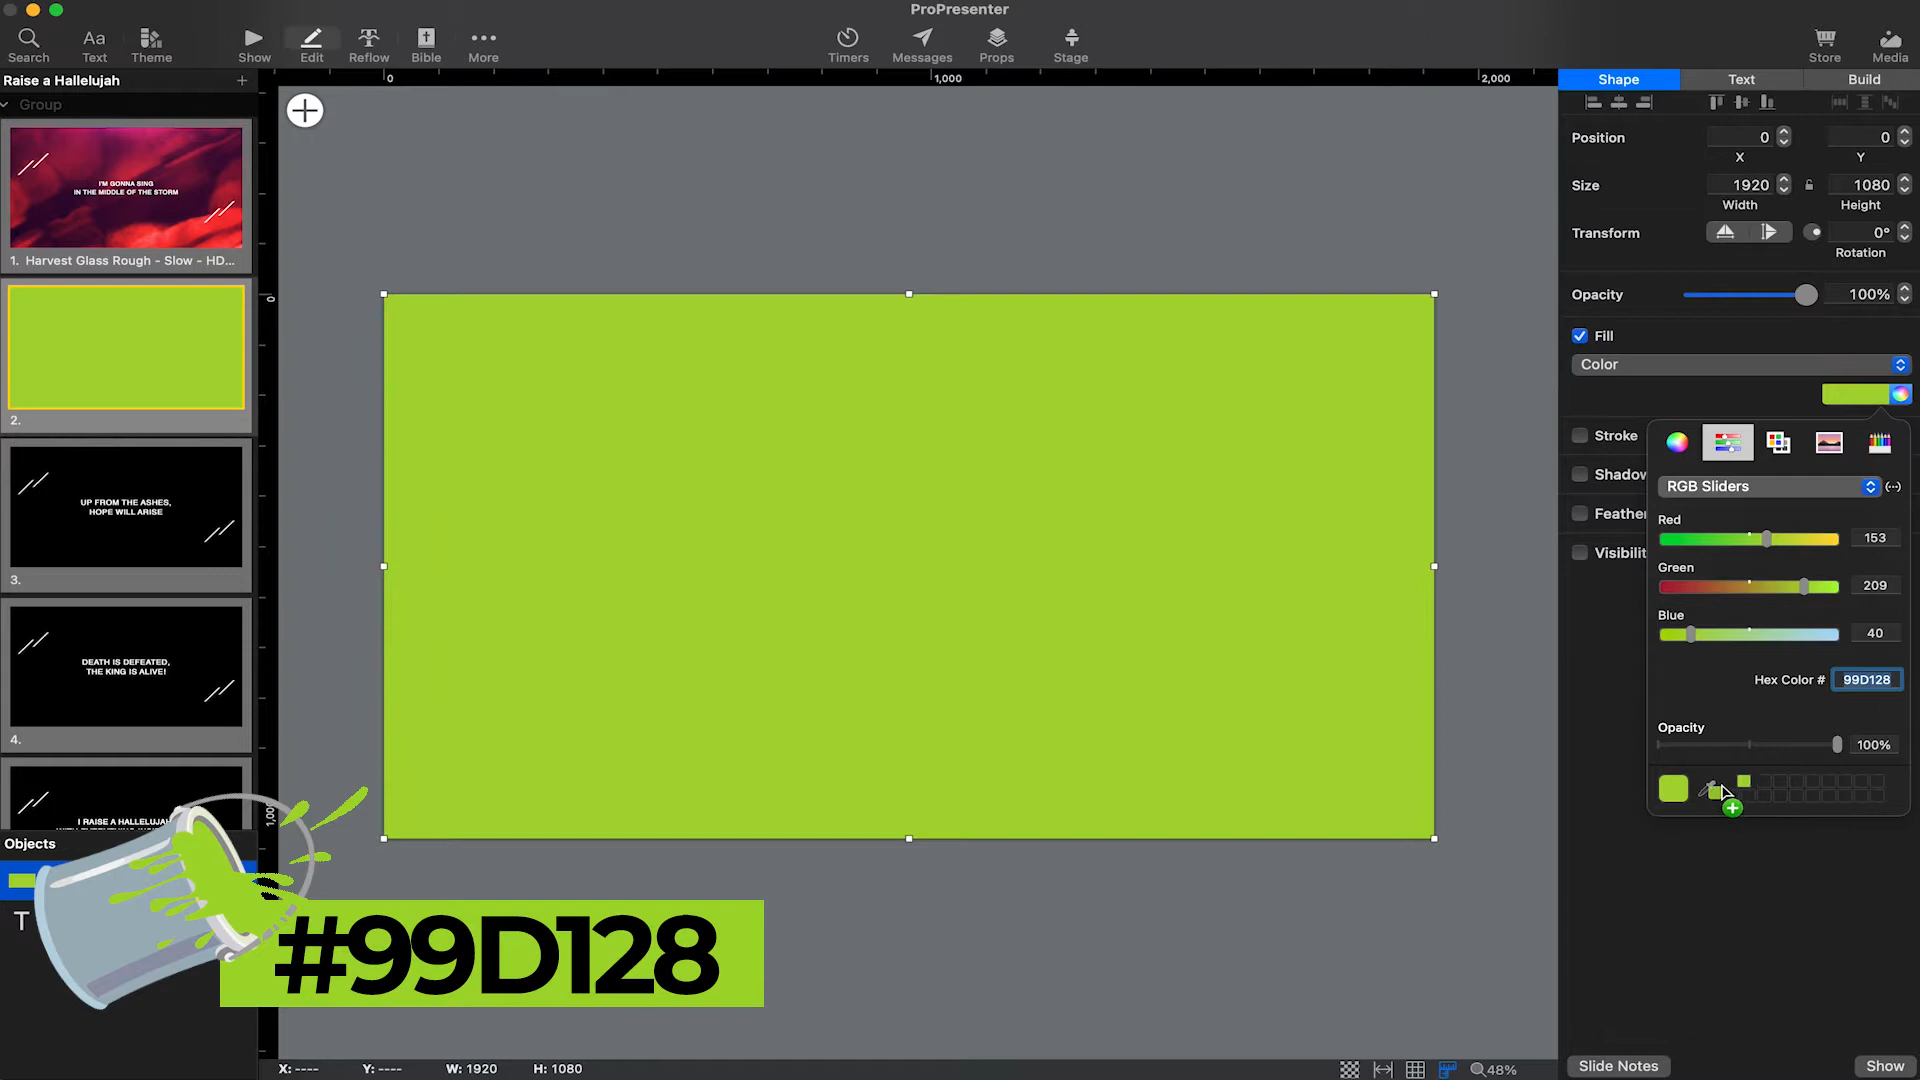 ProPresenter
Search
Text
Theme
Show
Edit
Reflow
Bible
More
Timers
Messages
Props
Stage
Store
Media
Raise a Hallelujah
Group
I'M GONNA SING
IN THE MIDDLE OF THE STORM
1. Harvest Glass Rough - Slow - HD...
2.
UP FROM THE ASHES,
HOPE WILL ARISE
3.
DEATH IS DEFEATED,
THE KING IS ALIVE!
4.
I RAISE A HALLELUJAH
Objects
T
#99D128
0
1,000
2,000
0
X: ----
Y: ----
W: 1920
H: 1080
48%
Shape
Text
Build
Position
0
0
X
Y
Size
1920
1080
Width
Height
Transform
0°
Rotation
Opacity
100%
Fill
Color
Stroke
Shadow
Feather
Visibilit
RGB Sliders
Red
153
Green
209
Blue
40
Hex Color # 99D128
Opacity
100%
Slide Notes
Show